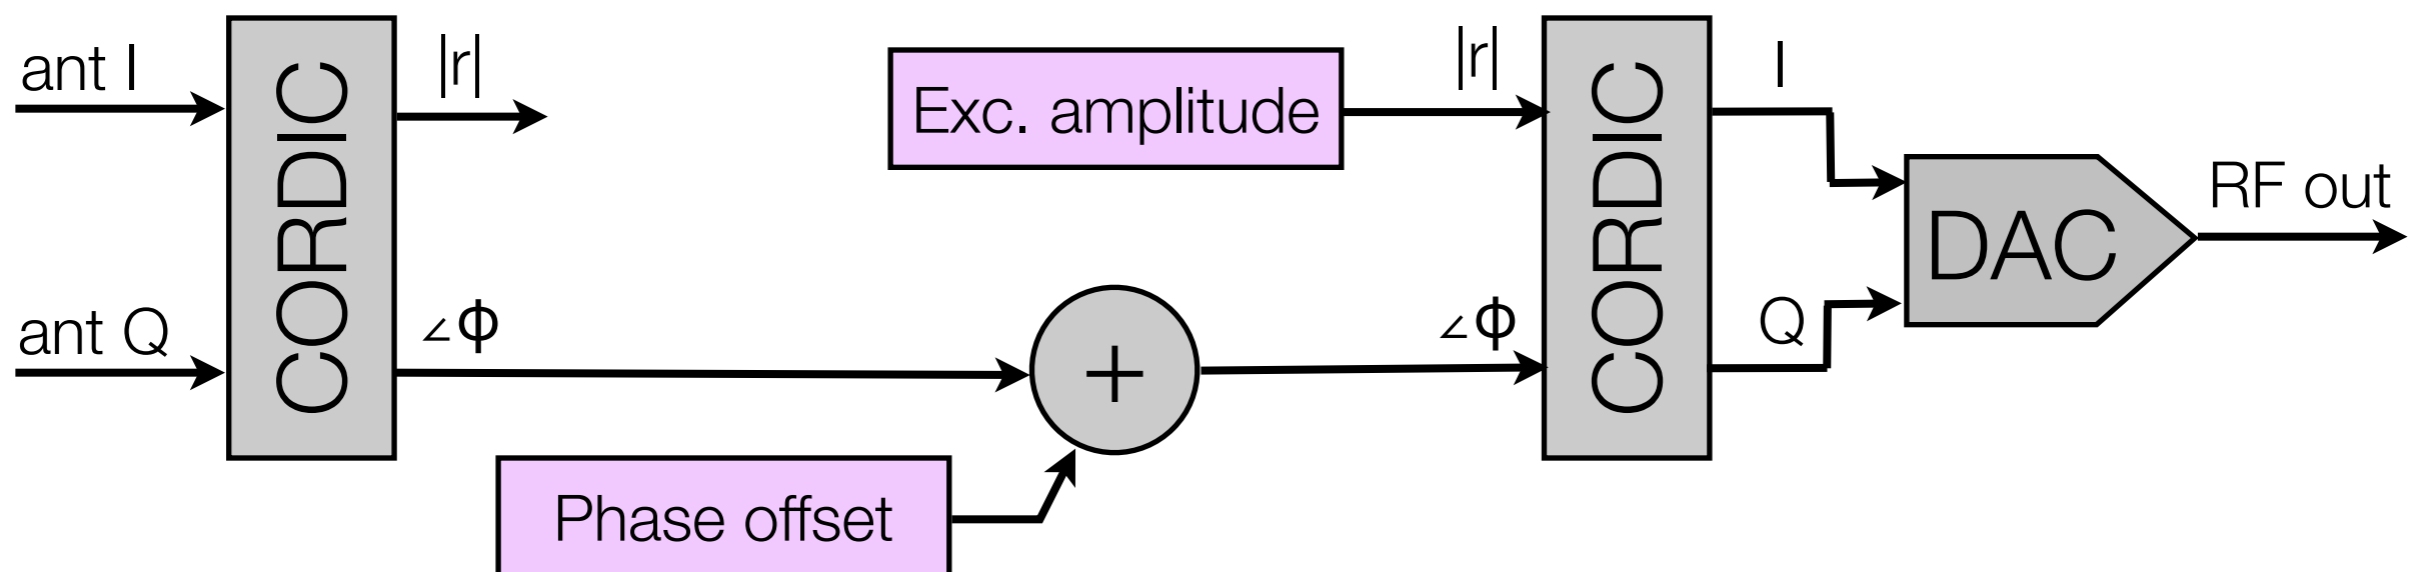 ant I
ant Q
CORDIC
|r|
∠ϕ
Exc. amplitude
Phase offset
+
|r|
∠ϕ
CORDIC
I
Q
DAC
RF out